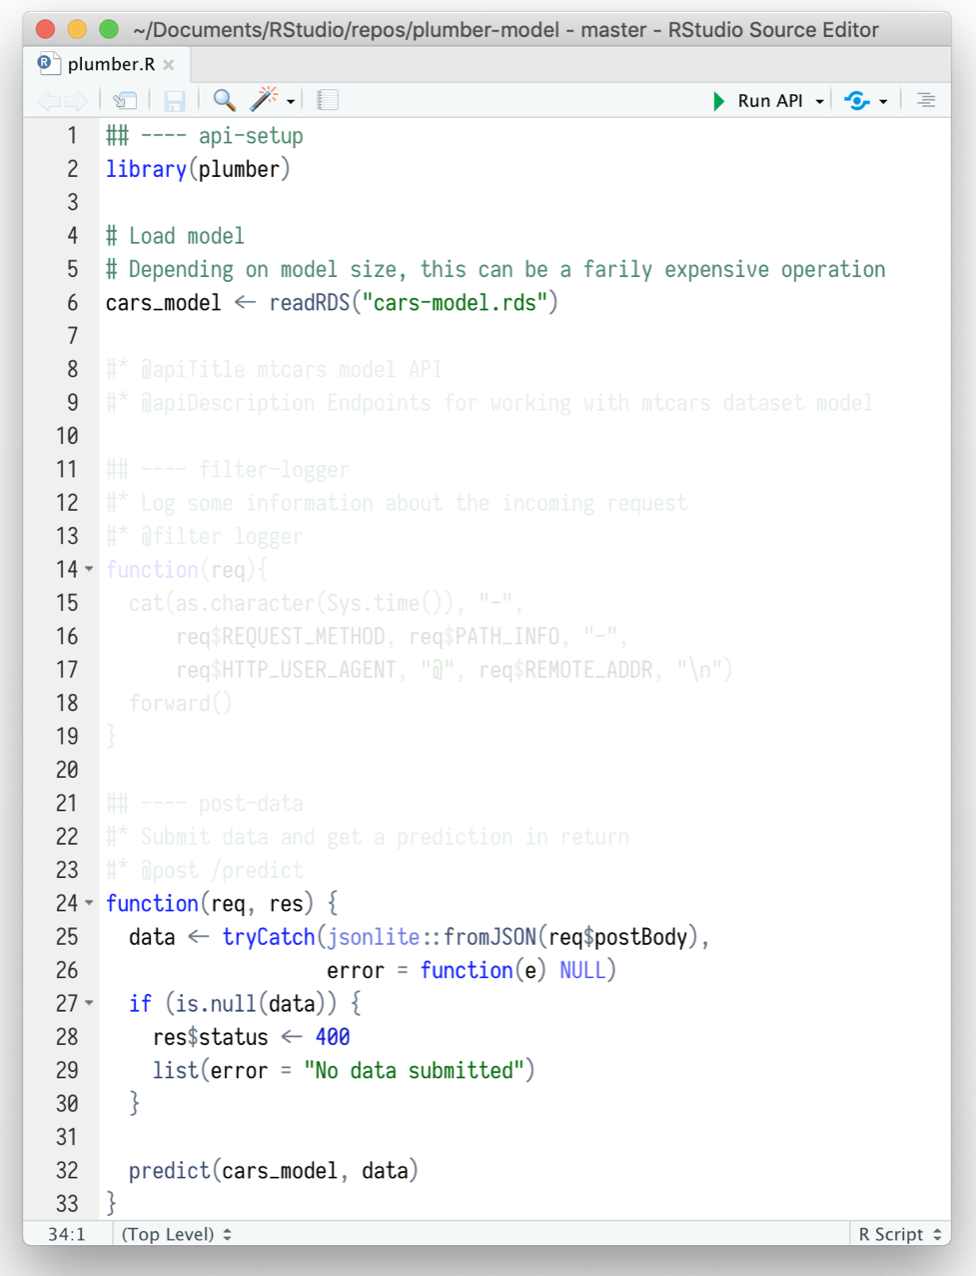 ~/Documents/RStudio/repos/plumber-model - master - RStudio Source Editor
plumber.R
Run API
1 ## ---- api-setup
2 library(plumber)
3
4 # Load model
5 # Depending on model size, this can be a farily expensive operation
6 cars_model <- readRDS("cars-model.rds")
7
8 #* @apiTitle mtcars model API
9 #* @apiDescription Endpoints for working with mtcars dataset model
10
11 ## ---- filter-logger
12 #* Log some information about the incoming request
13 #* @filter logger
14 function(req){
15   cat(as.character(Sys.time()), "-",
16       req$REQUEST_METHOD, req$PATH_INFO, "-",
17       req$HTTP_USER_AGENT, "@", req$REMOTE_ADDR, "\n")
18   forward()
19 }
20
21 ## ---- post-data
22 #* Submit data and get a prediction in return
23 #* @post /predict
24 function(req, res) {
25   data <- tryCatch(jsonlite::fromJSON(req$postBody),
26                    error = function(e) NULL)
27   if (is.null(data)) {
28     res$status <- 400
29     list(error = "No data submitted")
30   }
31
32   predict(cars_model, data)
33 }
34:1 (Top Level) R Script